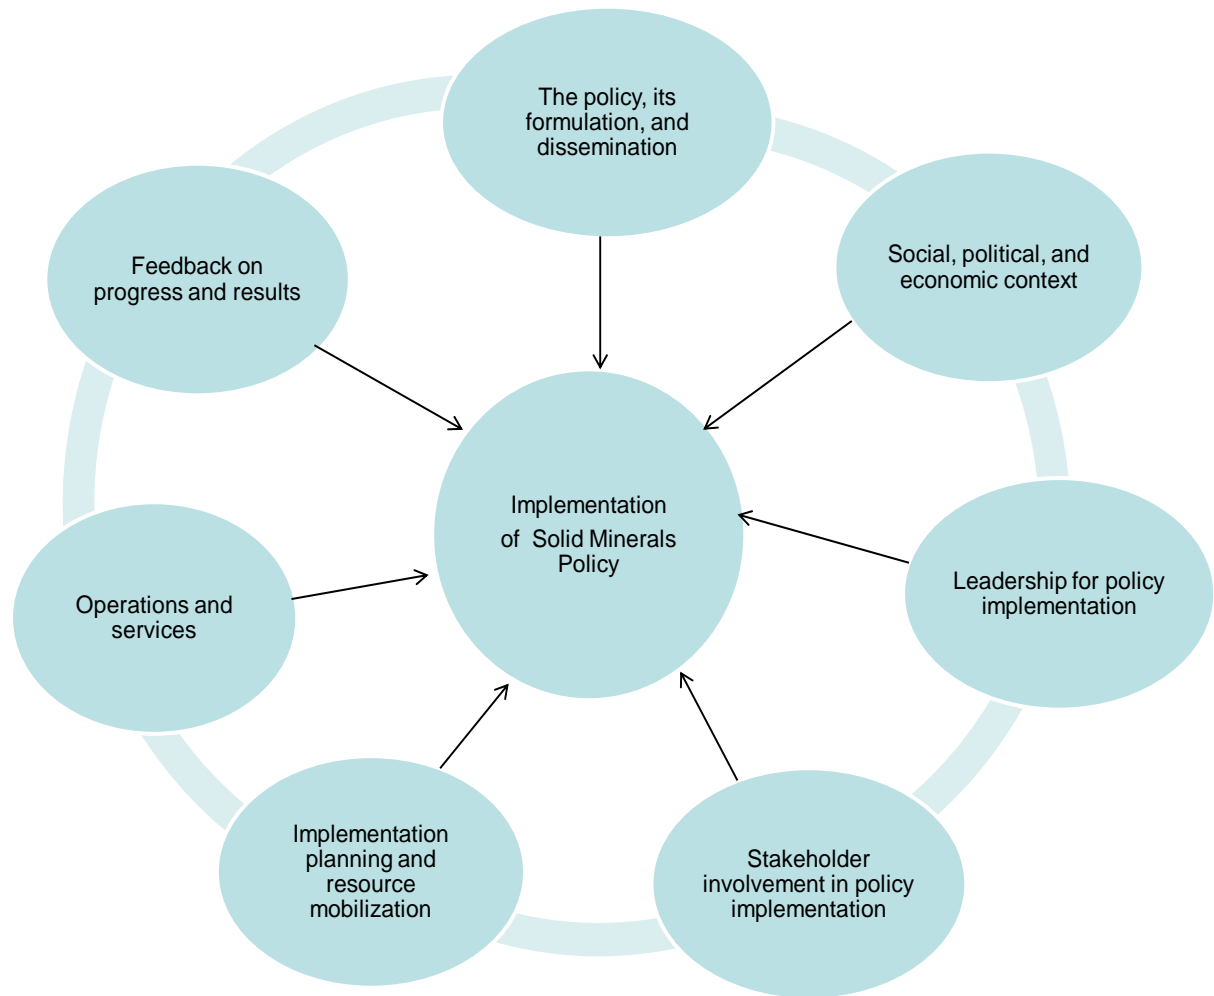 The policy, its
formulation, and
dissemination
Social, political, and
economic context
Feedback on
progress and results
Implementation
of Solid Minerals
Policy
Leadership for policy
implementation
Operations and
services
Implementation
planning and
resource
mobilization
Stakeholder
involvement in policy
implementation